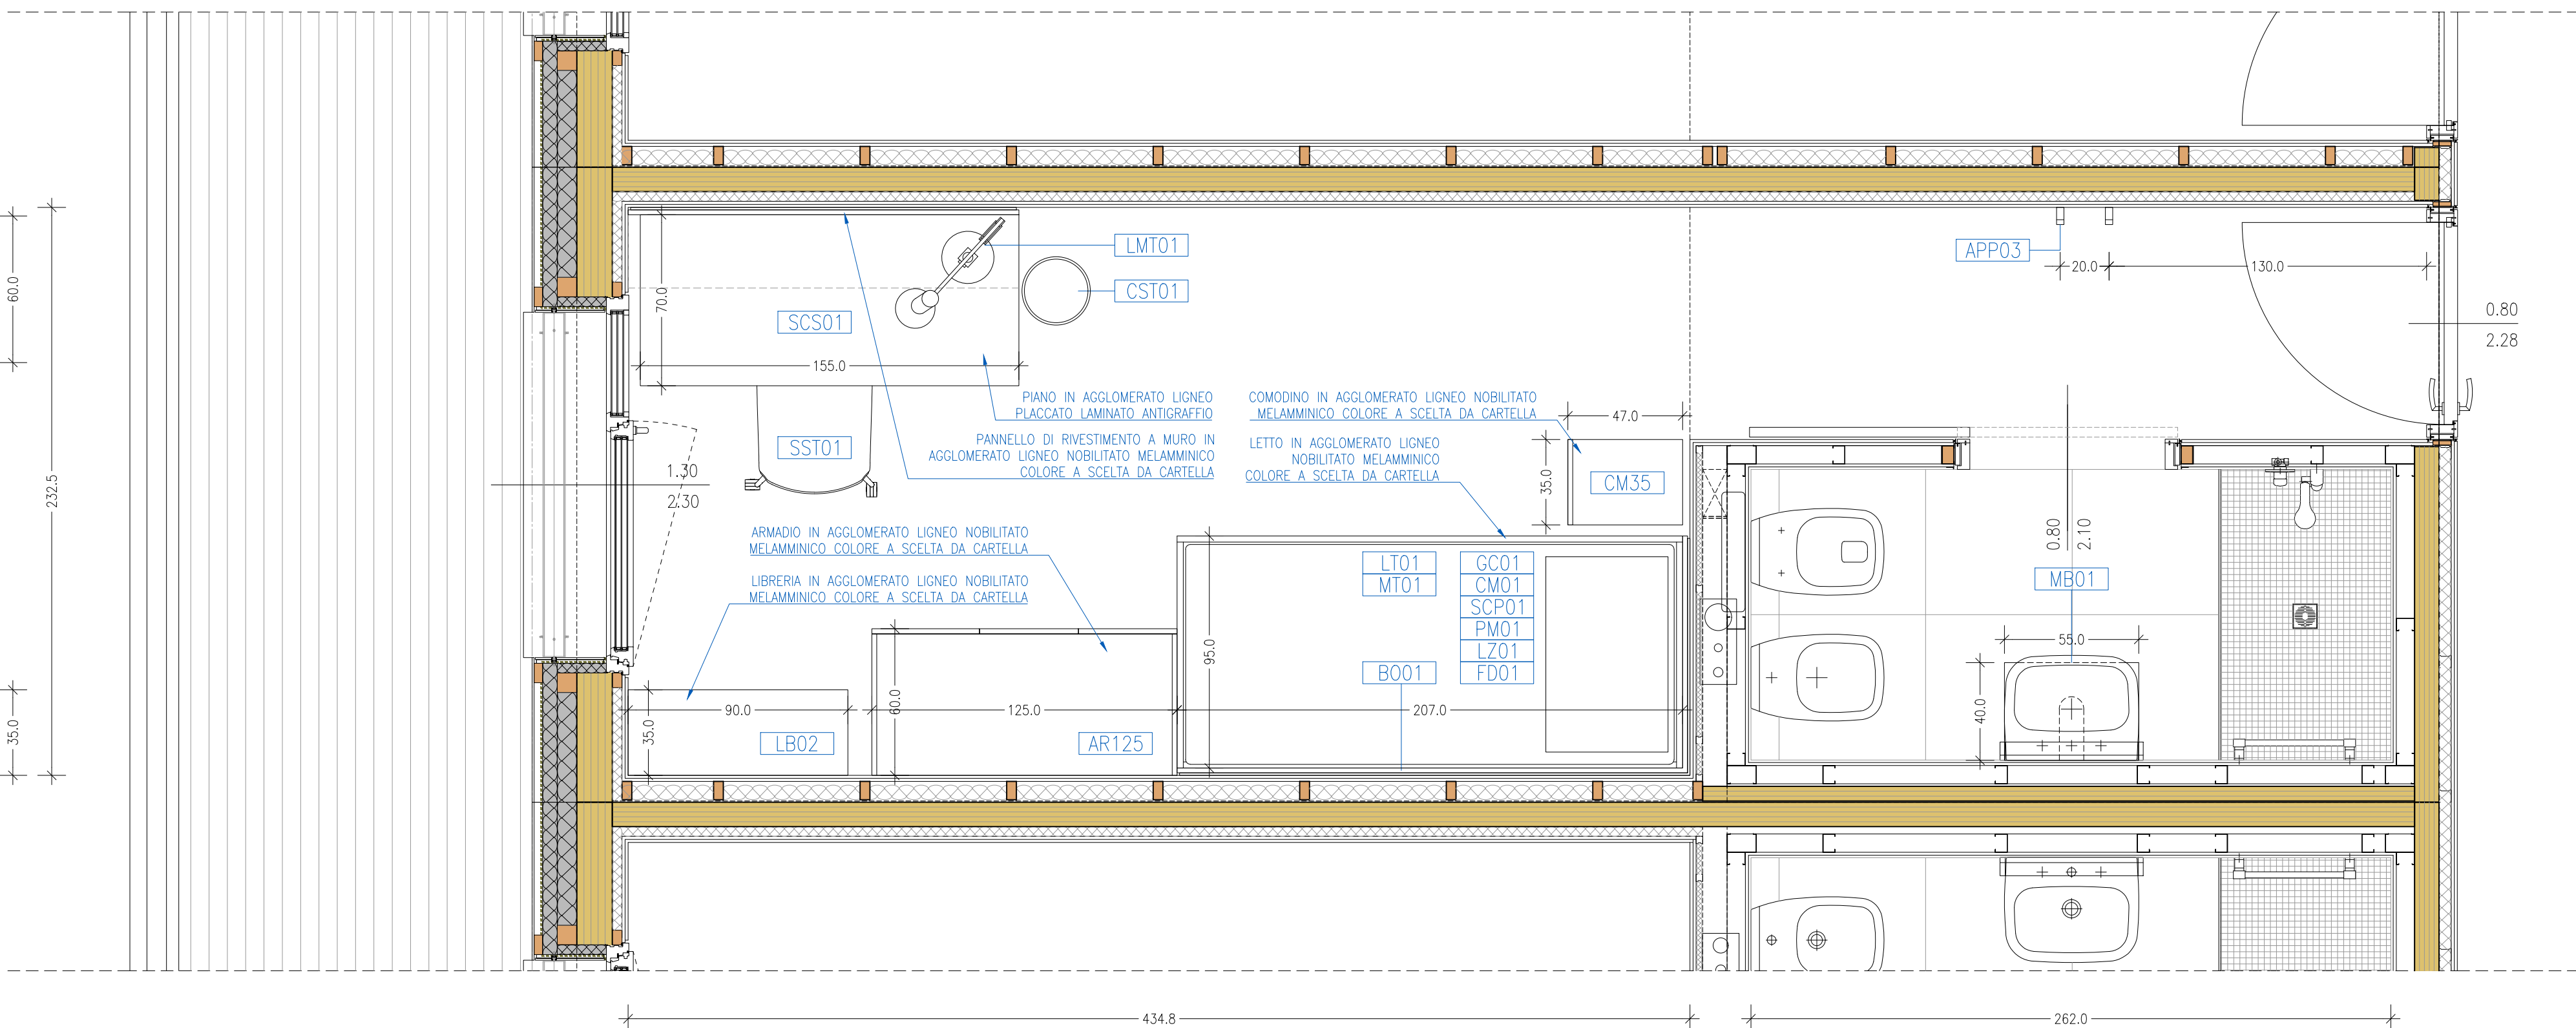 60.0
232.5
35.0
LMT01
CST01
SCS01
70.0
155.0
APP03
20.0
130.0
0.80
2.28
PIANO IN AGGLOMERATO LIGNEO
PLACCATO LAMINATO ANTIGRAFFIO
PANNELLO DI RIVESTIMENTO A MURO IN
AGGLOMERATO LIGNEO NOBILITATO MELAMMINICO
COLORE A SCELTA DA CARTELLA
COMODINO IN AGGLOMERATO LIGNEO NOBILITATO
MELAMMINICO COLORE A SCELTA DA CARTELLA
LETTO IN AGGLOMERATO LIGNEO
NOBILITATO MELAMMINICO
COLORE A SCELTA DA CARTELLA
47.0
35.0
CM35
SST01
1.30
2.30
ARMADIO IN AGGLOMERATO LIGNEO NOBILITATO
MELAMMINICO COLORE A SCELTA DA CARTELLA
LIBRERIA IN AGGLOMERATO LIGNEO NOBILITATO
MELAMMINICO COLORE A SCELTA DA CARTELLA
LT01
MT01
GC01
CM01
SCP01
PM01
LZ01
FD01
BO01
95.0
207.0
60.0
125.0
AR125
90.0
35.0
LB02
0.80
2.10
MB01
55.0
40.0
434.8
262.0